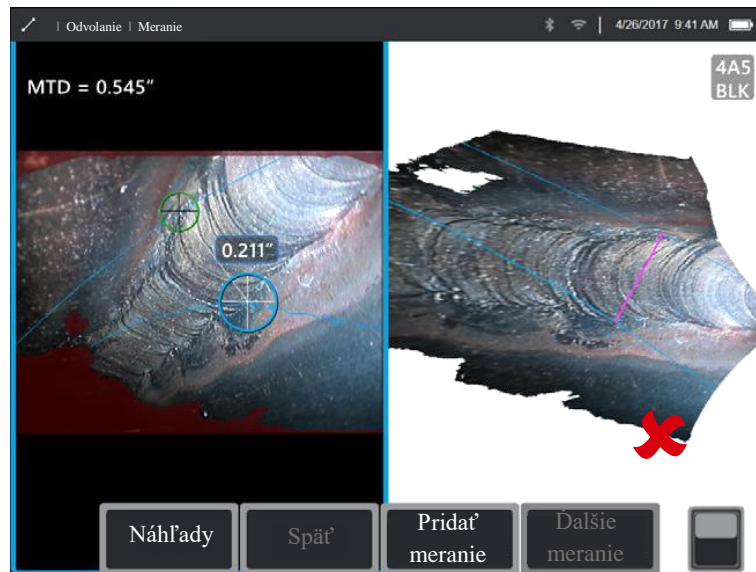 | Odvolanie | Meranie
| 4/26/2017 9:41 AM
MTD = 0.545"
4A5
BLK
0.211"
Náhľady
Späť
Pridať
meranie
Ďalšie
meranie